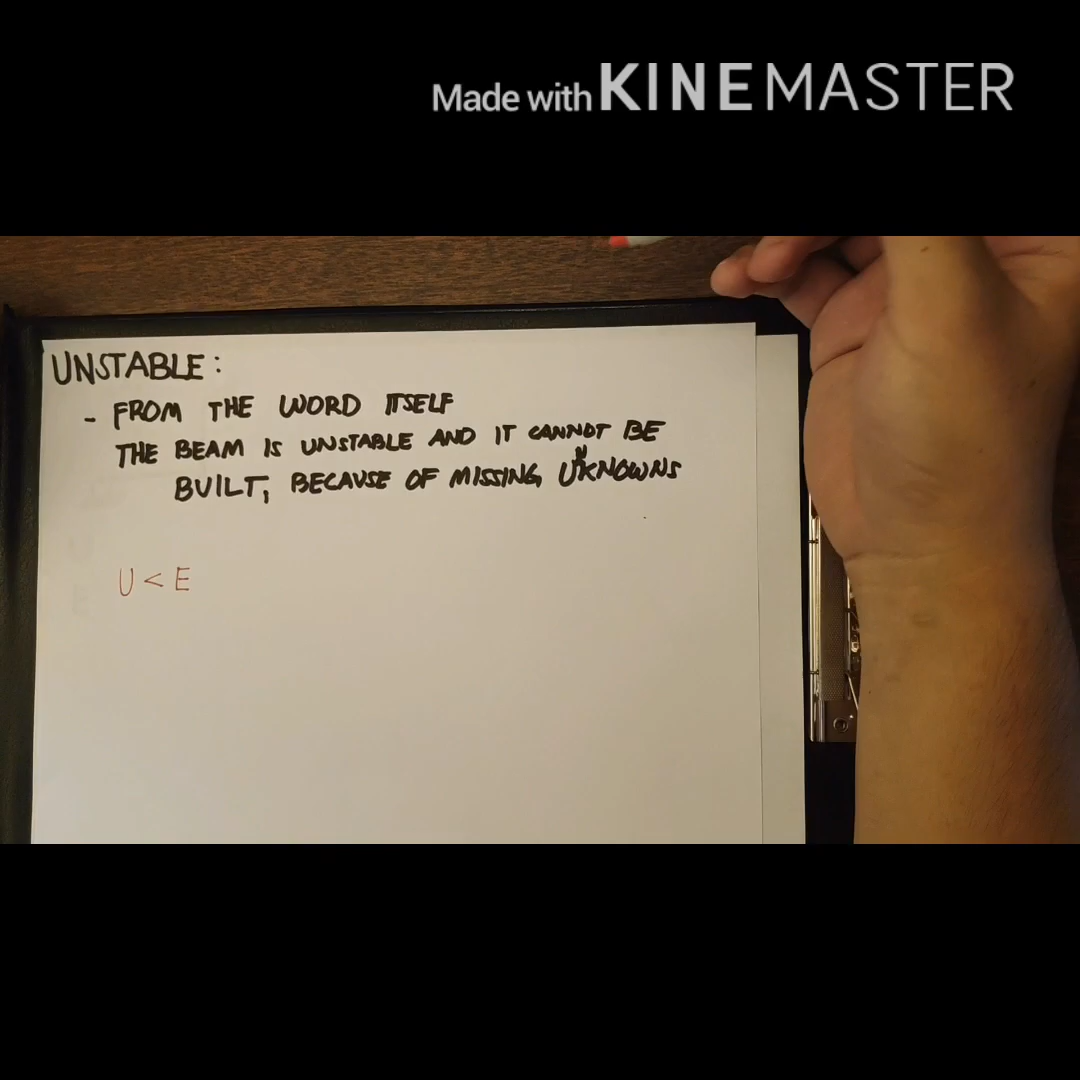 Made with KINEMASTER
UNSTABLE:
- FROM THE WORD ITSELF
THE BEAM IS UNSTABLE AND IT CANNOT BE
BUILT, BECAUSE OF MISSING UNKNOWNS
U < E